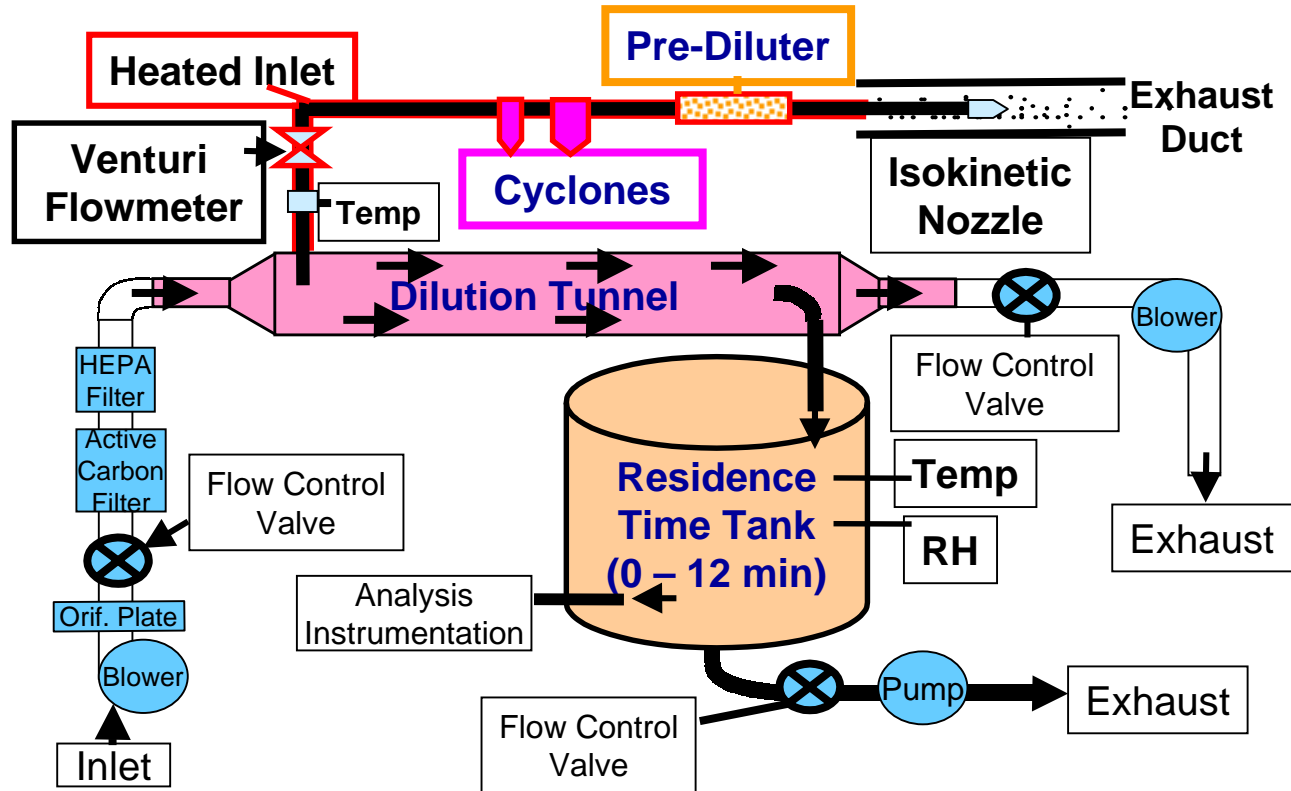 Pre-Diluter
Heated Inlet
Exhaust
Duct
Venturi
Flowmeter
Cyclones
Isokinetic
Nozzle
Temp
Dilution Tunnel
Blower
HEPA
Filter
Flow Control
Valve
Active
Carbon
Filter
Flow Control
Valve
Residence
Time Tank
(0 – 12 min)
Temp
RH
Exhaust
Orif. Plate
Analysis
Instrumentation
Blower
Pump
Exhaust
Flow Control
Valve
Inlet